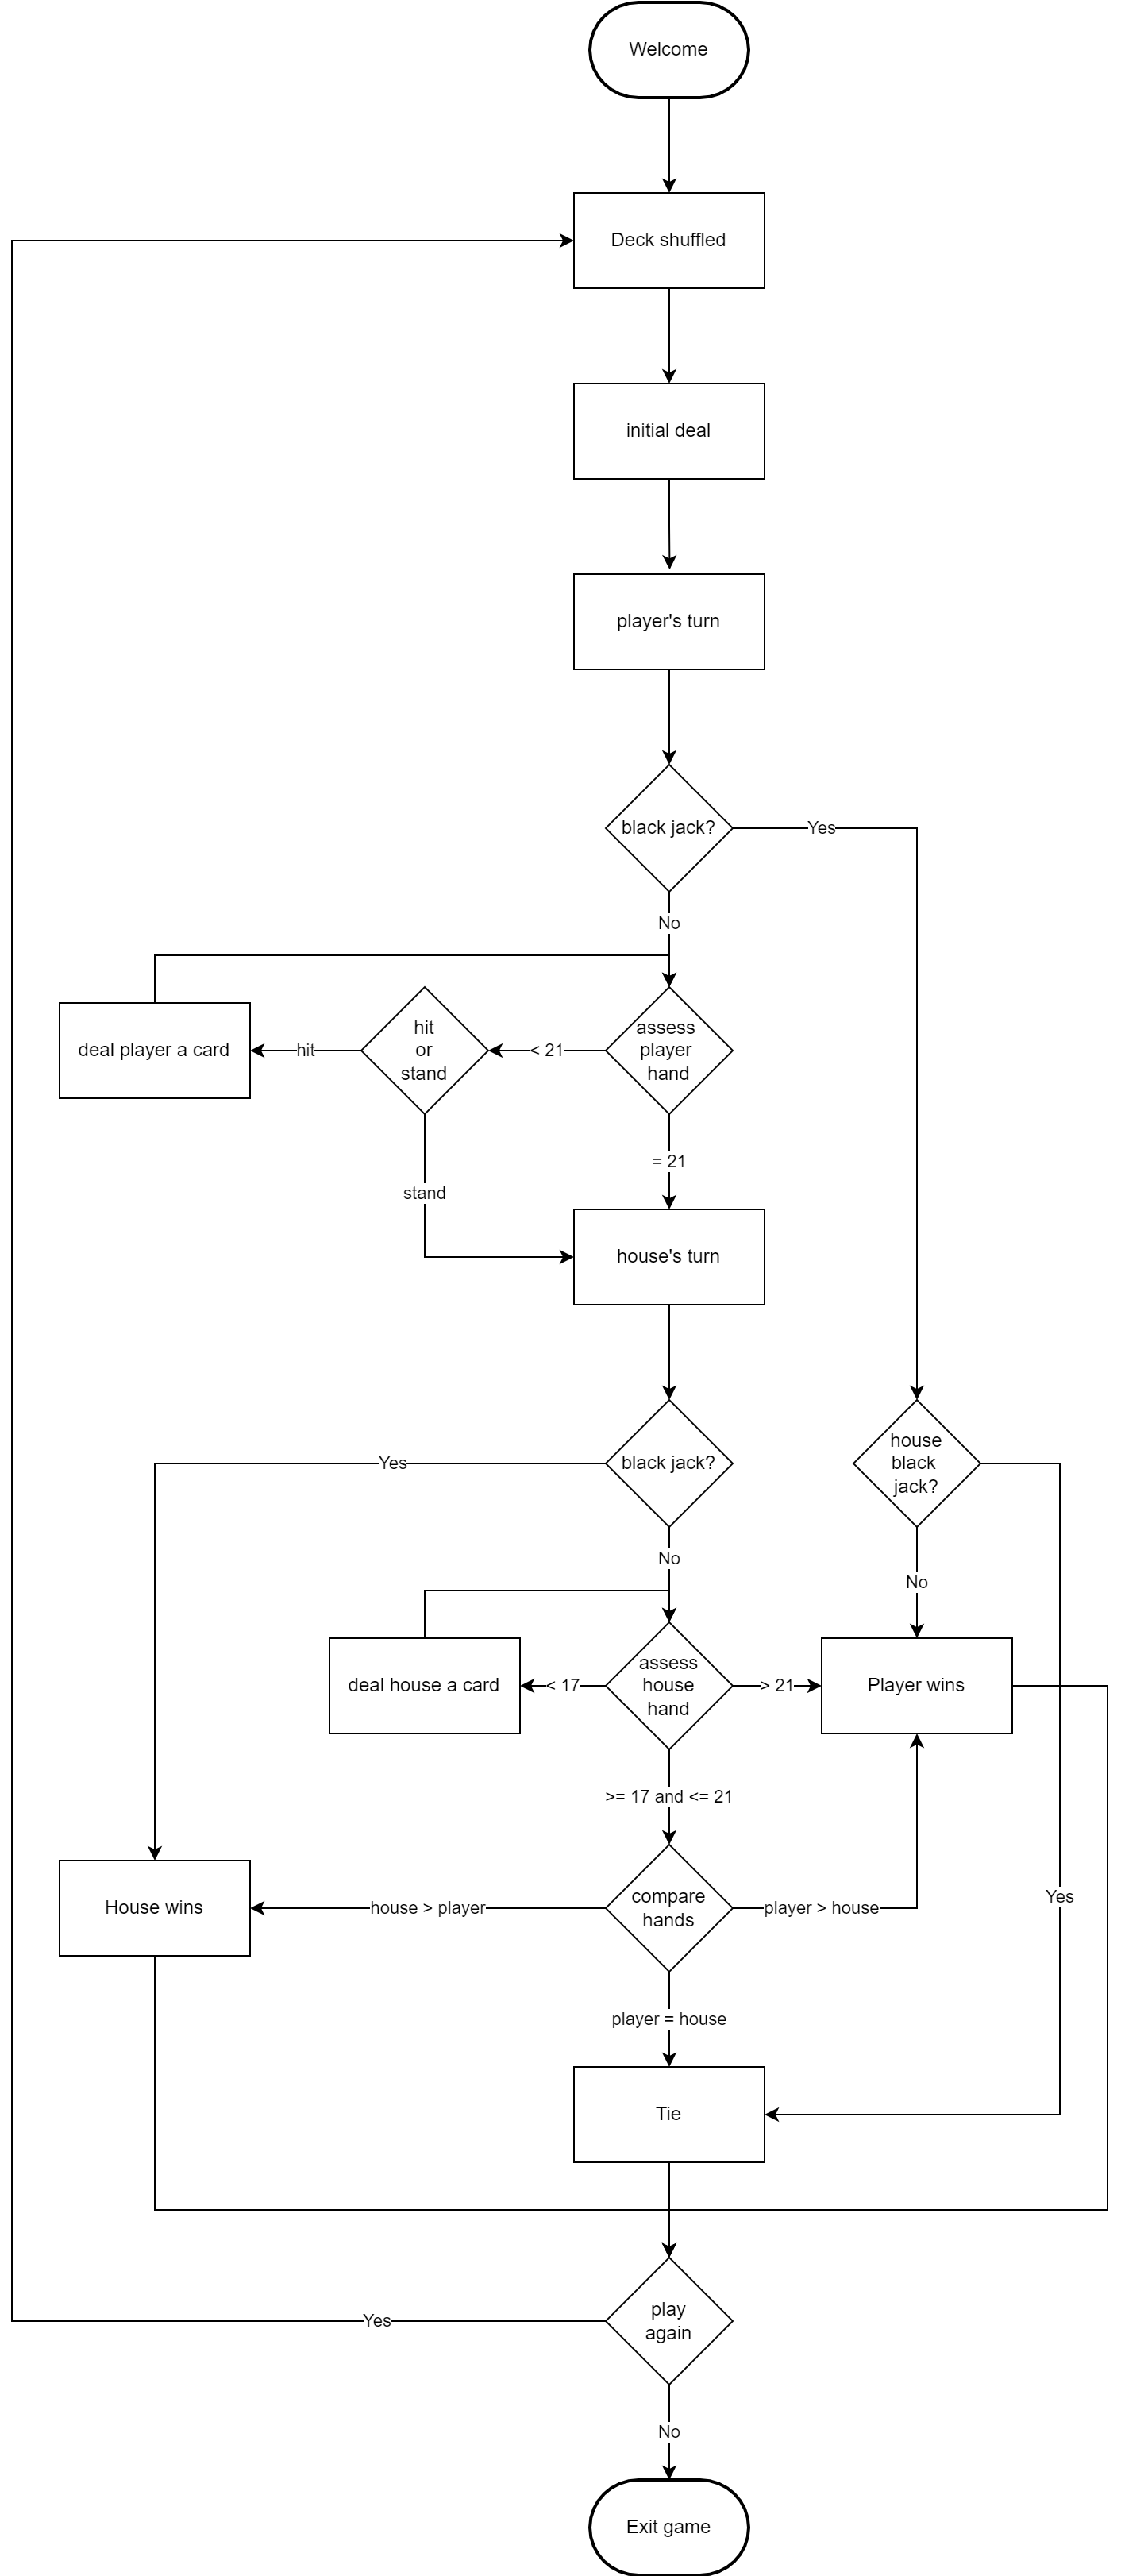 Welcome
Deck shuffled
initial deal
player's turn
black jack?
Yes
No
deal player a card
hit
hit
or
stand
< 21
assess
player
hand
= 21
stand
house's turn
Yes
black jack?
house
black
jack?
No
No
deal house a card
< 17
assess
house
hand
> 21
Player wins
>= 17 and <= 21
House wins
house > player
compare
hands
player > house
Yes
player = house
Tie
Yes
play
again
No
Exit game